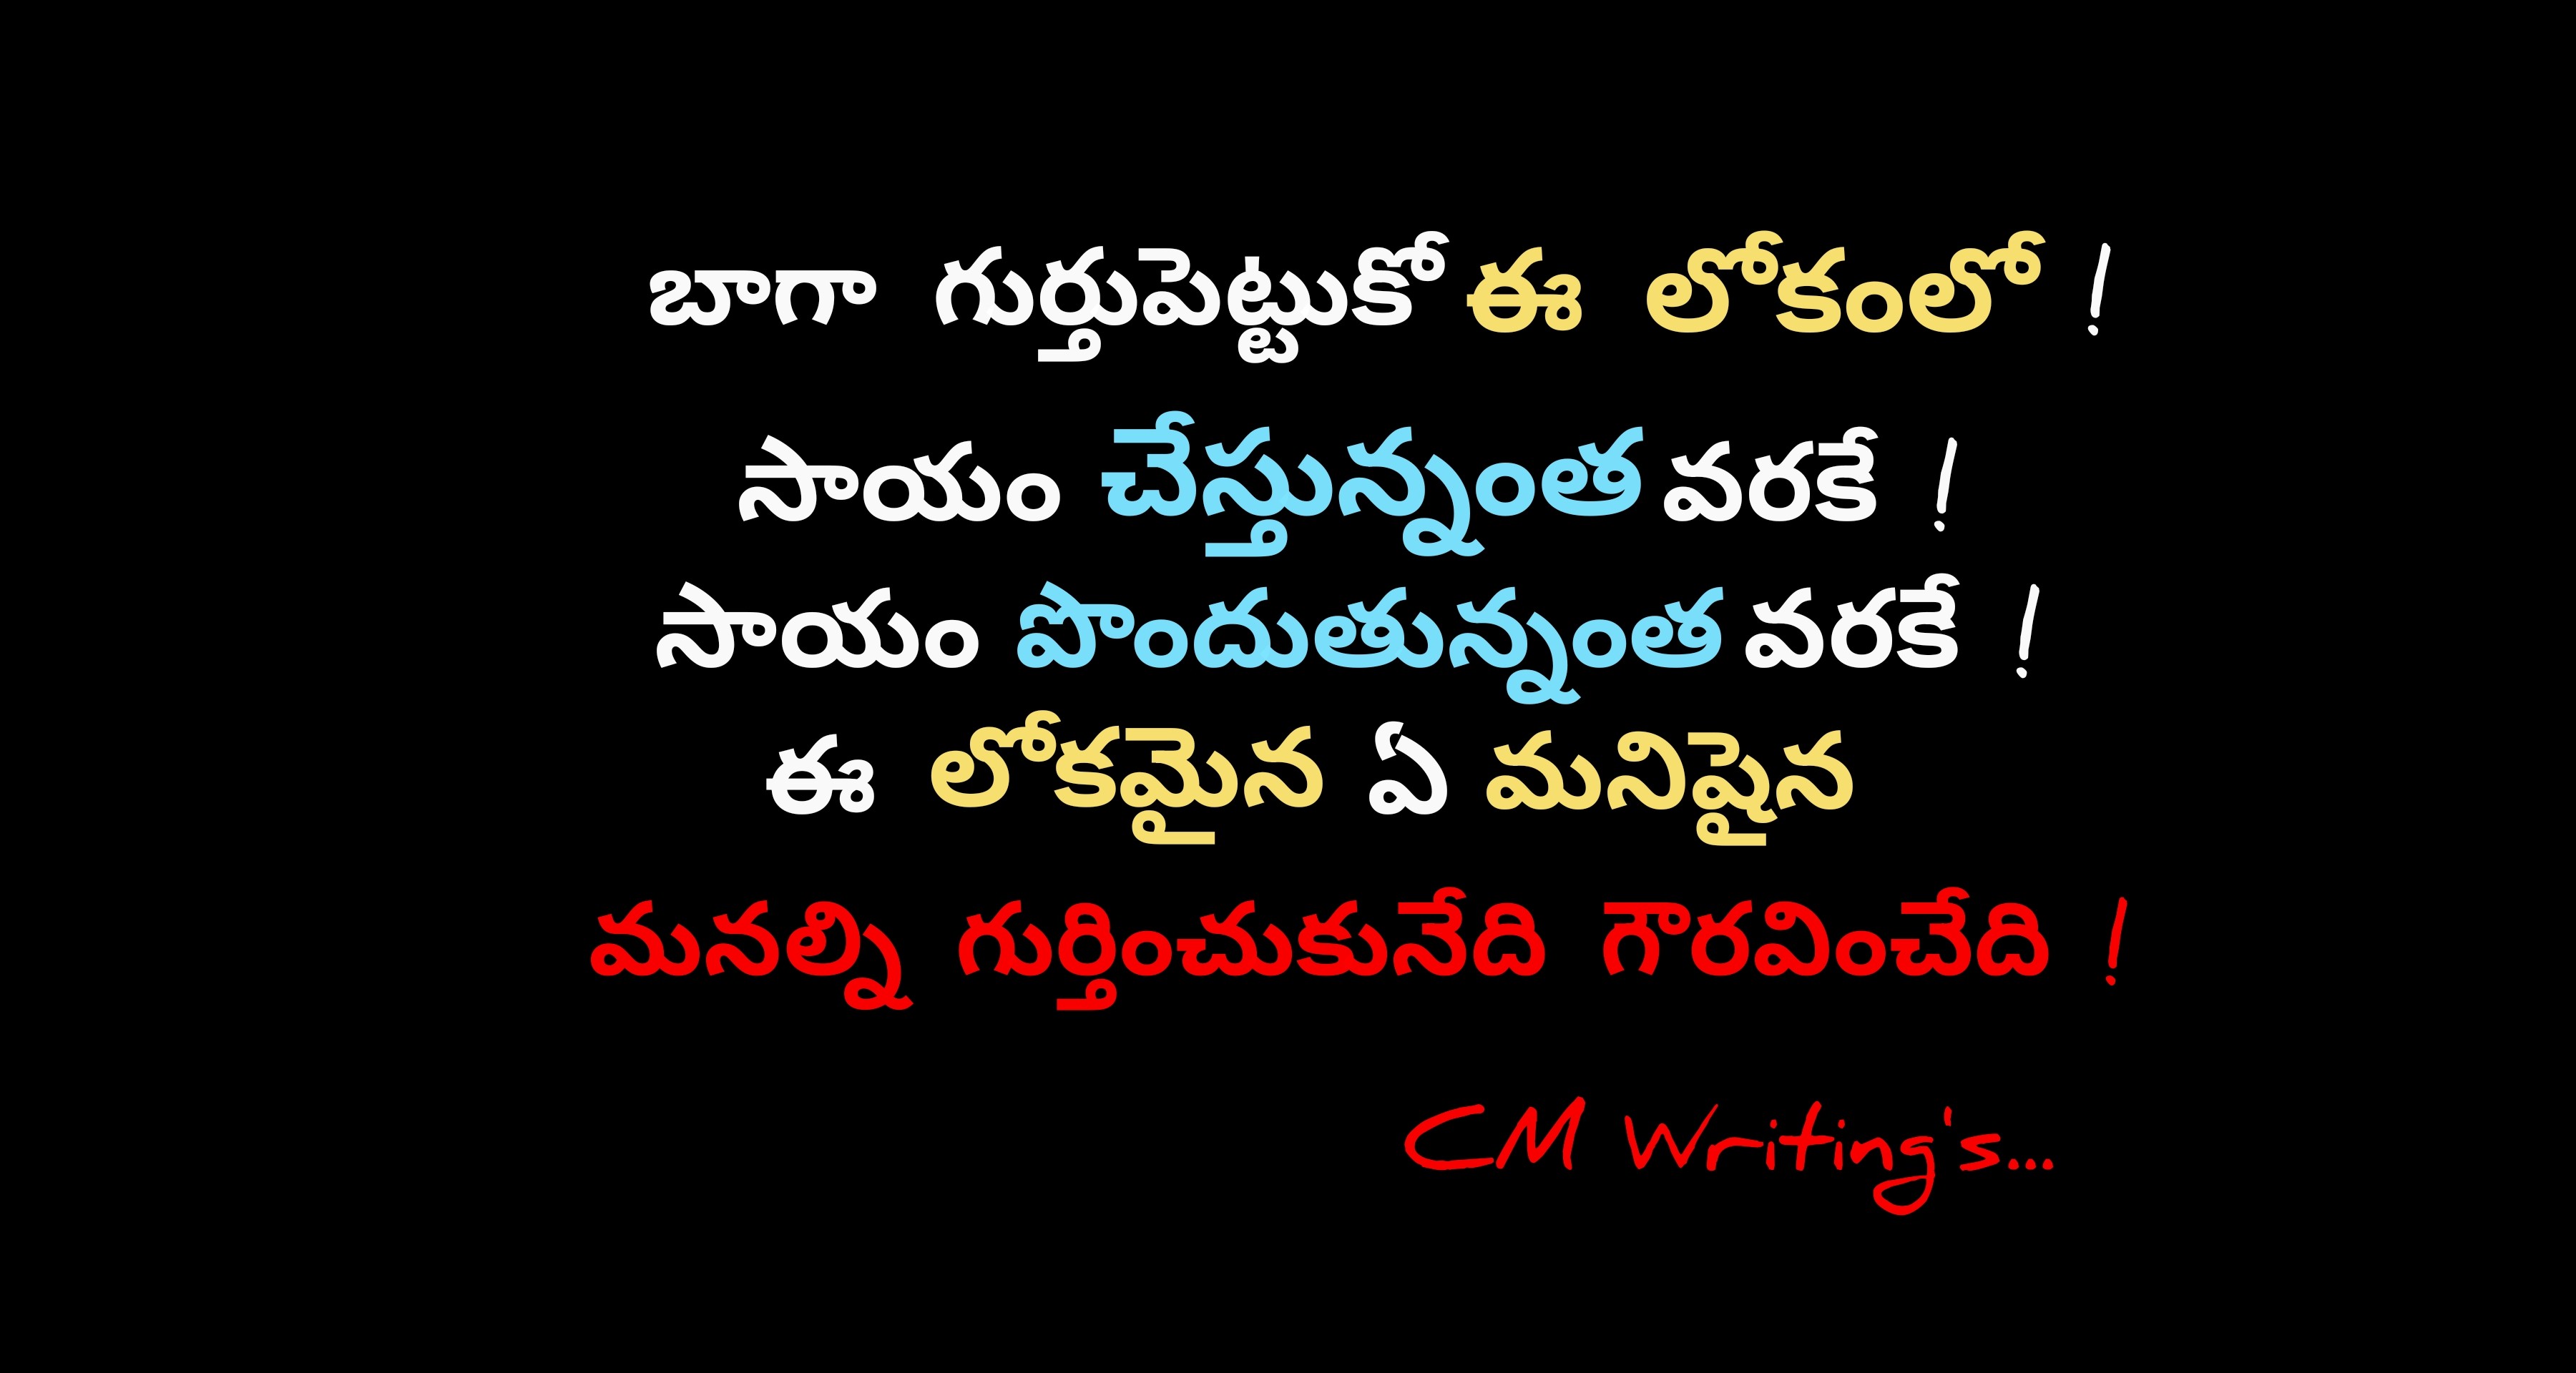 బాగా గుర్తుపెట్టుకో ఈ లోకంలో !
సాయం చేస్తున్నంత వరకే !
సాయం పొందుతున్నంత వరకే !
ఈ లోకమైన ఏ మనిషైన
మనల్ని గుర్తించుకునేది గౌరవించేది !
CM Writing's...